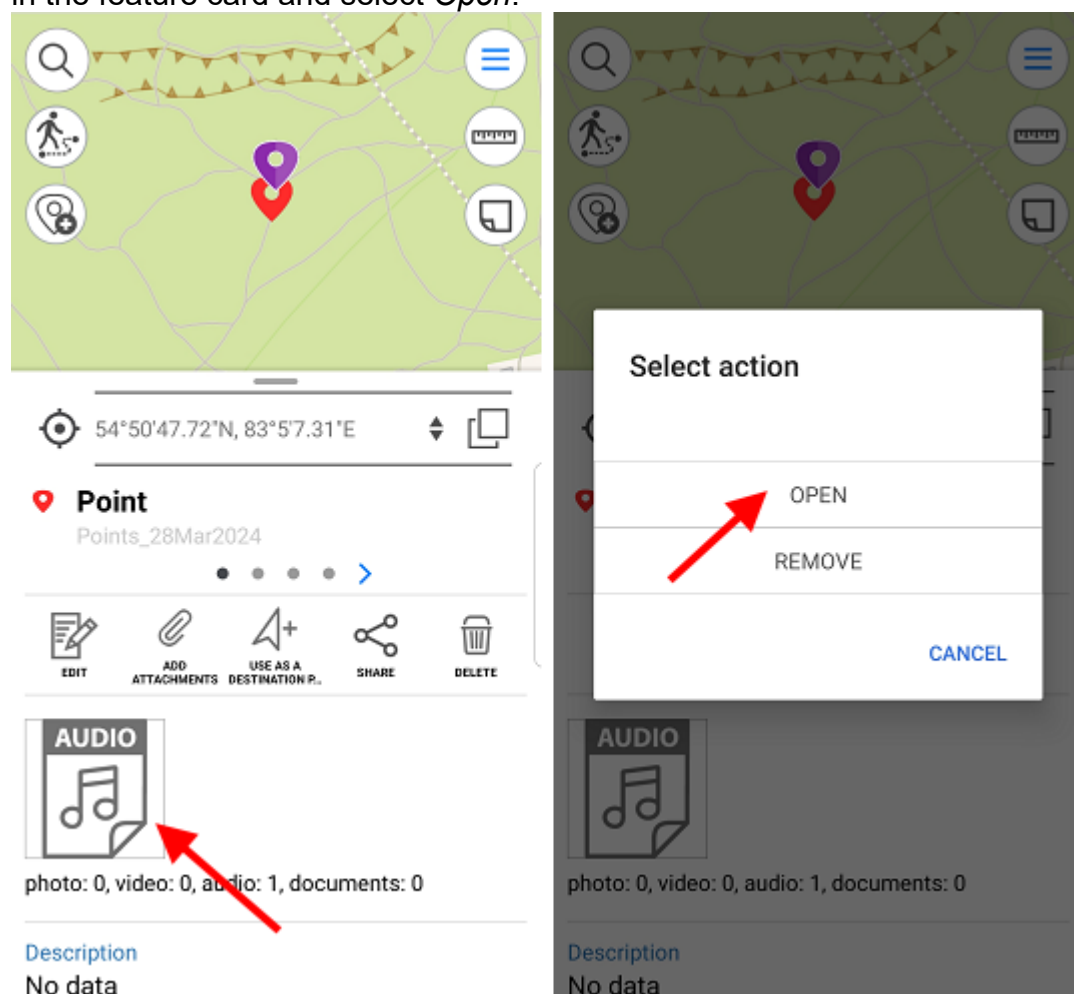 in the feature card and select Open.
54°50'47.72"N, 83°5'7.31"E
Point
Points_28Mar2024
EDIT
ADD ATTACHMENTS
USE AS A DESTINATION P...
SHARE
DELETE
AUDIO
photo: 0, video: 0, audio: 1, documents: 0
Description
No data
Select action
OPEN
REMOVE
CANCEL
AUDIO
photo: 0, video: 0, audio: 1, documents: 0
Description
No data